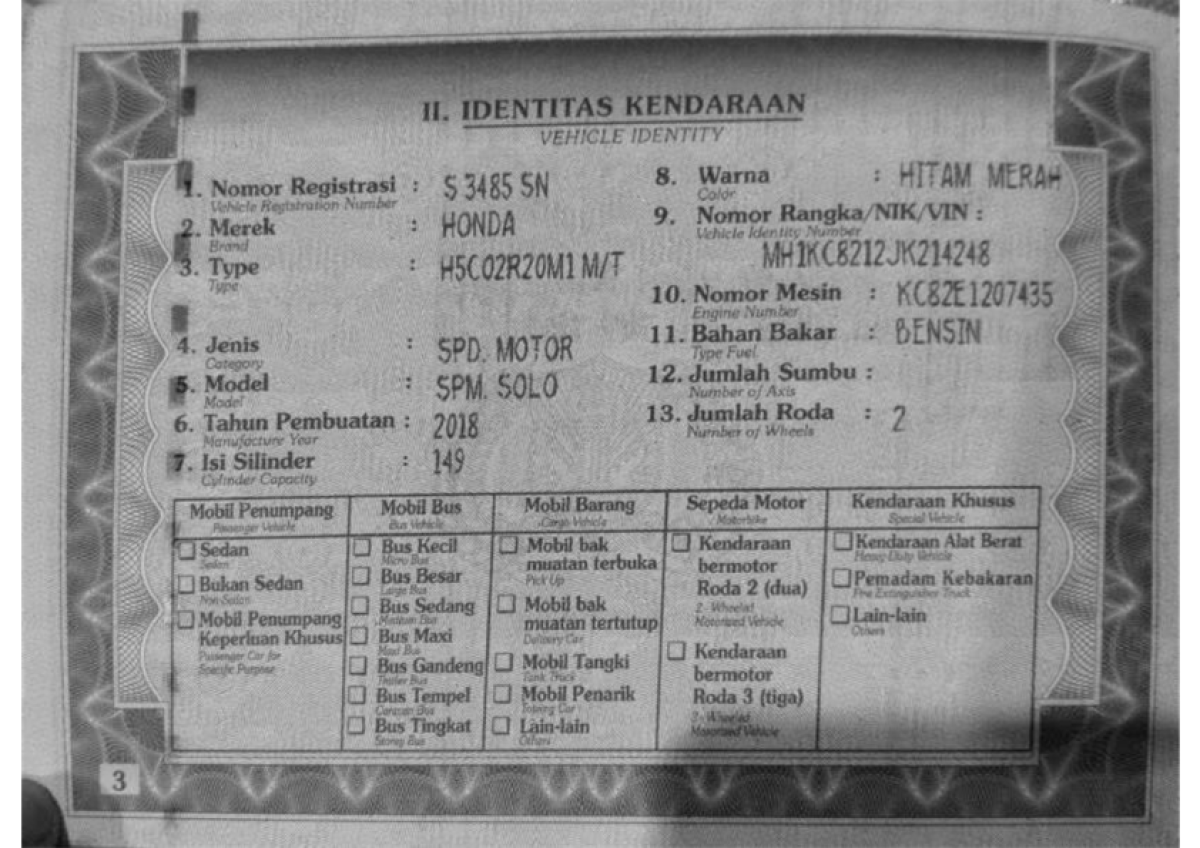 II. IDENTITAS KENDARAAN
VEHICLE IDENTITY
1. Nomor Registrasi : S 3485 SN
Vehicle Registration Number
2. Merek : HONDA
Brand
3. Type : H5C02R20M1 M/T
Type
4. Jenis : SPD. MOTOR
Category
5. Model : SPM. SOLO
Model
6. Tahun Pembuatan : 2018
Manufacture Year
7. Isi Silinder : 149
Cylinder Capacity
8. Warna : HITAM MERAH
Color
9. Nomor Rangka/NIK/VIN :
Vehicle Identity Number
MH1KC8212JK214248
10. Nomor Mesin : KC82E1207435
Engine Number
11. Bahan Bakar : BENSIN
Type Fuel
12. Jumlah Sumbu :
Number of Axis
13. Jumlah Roda : 2
Number of Wheels
Mobil Penumpang
Passenger Vehicle
Sedan
Sedan
Bukan Sedan
Non-Sedan
Mobil Penumpang
Keperluan Khusus
Passenger Car for
Specific Purpose
Mobil Bus
Bus Vehicle
Bus Kecil
Micro Bus
Bus Besar
Large Bus
Bus Sedang
Medium Bus
Bus Maxi
Maxi Bus
Bus Gandeng
Trailer Bus
Bus Tempel
Caravan Bus
Bus Tingkat
Storey Bus
Mobil Barang
Cargo Vehicle
Mobil bak
muatan terbuka
Pick Up
Mobil bak
muatan tertutup
Delivery Car
Mobil Tangki
Tank Truck
Mobil Penarik
Towing Car
Lain-lain
Others
Sepeda Motor
Motorbike
Kendaraan
bermotor
Roda 2 (dua)
2 - Wheeled
Motorized Vehicle
Kendaraan
bermotor
Roda 3 (tiga)
3 - Wheeled
Motorized Vehicle
Kendaraan Khusus
Special Vehicle
Kendaraan Alat Berat
Heavy Duty Vehicle
Pemadam Kebakaran
Fire Extinguisher Truck
Lain-lain
Others
3